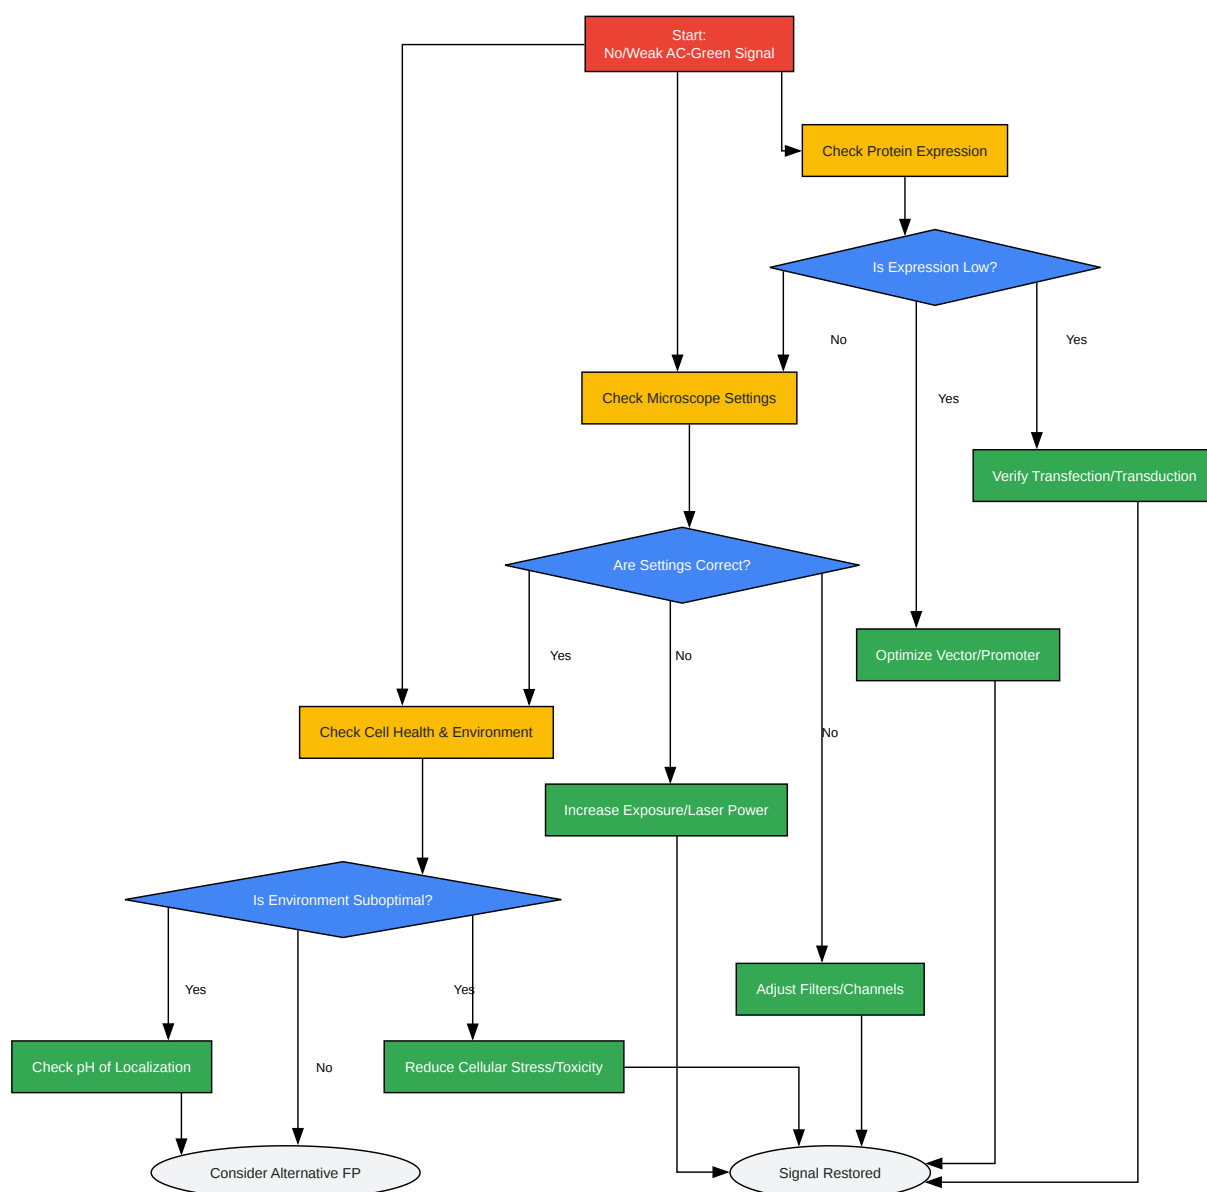 Start:
No/Weak AC-Green Signal
Check Protein Expression
Is Expression Low?
No
Yes
Yes
Check Microscope Settings
Verify Transfection/Transduction
Are Settings Correct?
Yes
No
No
Optimize Vector/Promoter
Check Cell Health & Environment
Increase Exposure/Laser Power
Is Environment Suboptimal?
Yes
Yes
No
Adjust Filters/Channels
Check pH of Localization
Reduce Cellular Stress/Toxicity
Consider Alternative FP
Signal Restored